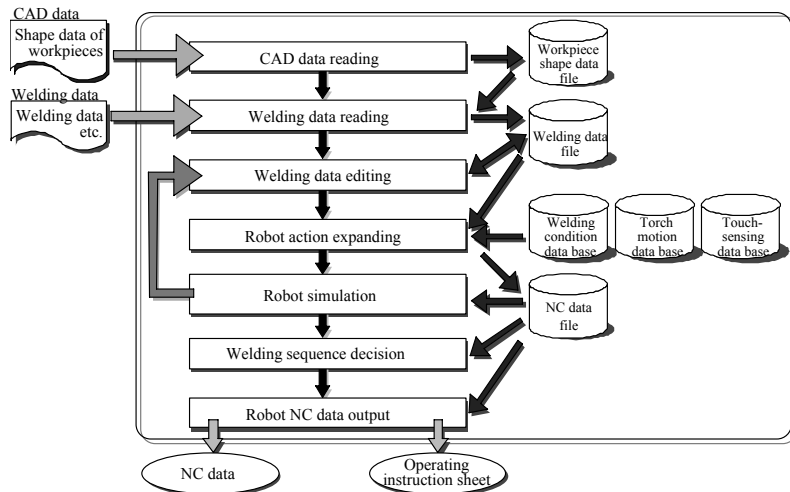 CAD data
Shape data of
workpieces
CAD data reading
Workpiece
shape data
file
Welding data
Welding data
etc.
Welding data reading
Welding data
file
Welding data editing
Robot action expanding
Welding
condition
data base
Torch
motion
data base
Touch-
sensing
data base
Robot simulation
NC data
file
Welding sequence decision
Robot NC data output
NC data
Operating
instruction sheet